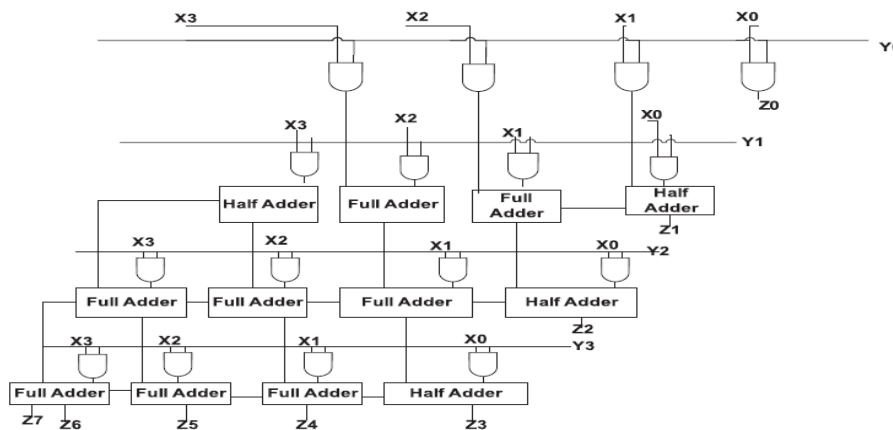 X3 X2 X1 X0
Y0
Z0
X3 X2 X1 X0
Y1
Half Adder Full Adder Full Adder Half Adder
Z1
X3 X2 X1 X0 Y2
Full Adder Full Adder Full Adder Half Adder
Z2
X3 X2 X1 X0 Y3
Full Adder Full Adder Full Adder Half Adder
Z7 Z6 Z5 Z4 Z3